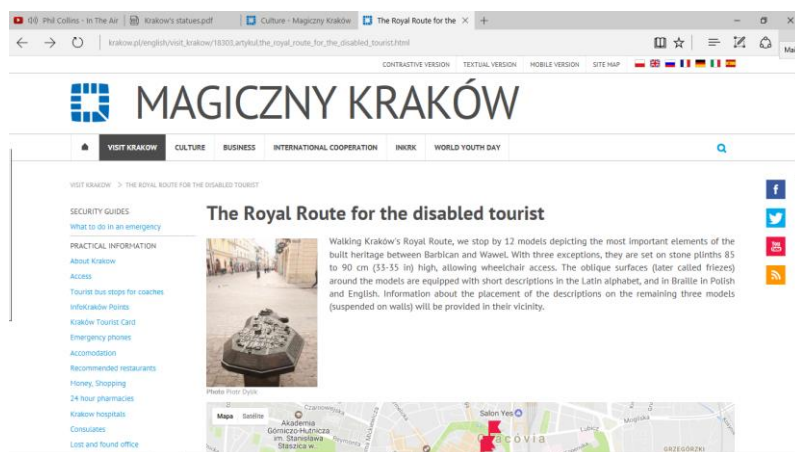 Phil Collins - In The Air
Krakow's statues.pdf
Culture - Magiczny Kraków
The Royal Route for the
krakow.pl/english/visit_krakow/18303,artykul,the_royal_route_for_the_disabled_tourist.html
CONTRASTIVE VERSION TEXTUAL VERSION MOBILE VERSION SITE MAP
MAGICZNY KRAKÓW
VISIT KRAKOW CULTURE BUSINESS INTERNATIONAL COOPERATION INKRK WORLD YOUTH DAY
VISIT KRAKOW > THE ROYAL ROUTE FOR THE DISABLED TOURIST
SECURITY GUIDES
What to do in an emergency
PRACTICAL INFORMATION
About Krakow
Access
Tourist bus stops for coaches
InfoKraków Points
Kraków Tourist Card
Emergency phones
Accomodation
Recommended restaurants
Money, Shopping
24 hour pharmacies
Krakow hospitals
Consulates
Lost and found office
The Royal Route for the disabled tourist
Walking Kraków's Royal Route, we stop by 12 models depicting the most important elements of the
built heritage between Barbican and Wawel. With three exceptions, they are set on stone plinths 85
to 90 cm (33-35 in) high, allowing wheelchair access. The oblique surfaces (later called friezes)
around the models are equipped with short descriptions in the Latin alphabet, and in Braille in Polish
and English. Information about the placement of the descriptions on the remaining three models
(suspended on walls) will be provided in their vicinity.
Photo Piotr Dylik
Mapa Satélite
Czarnowiejska
Akademia
Górniczo-Hutnicza
im. Stanisława
Staszica w
Reymonta
Salon Yes
Cracóvia
Lubicz
Mogilska
GRZEGÓRZKI